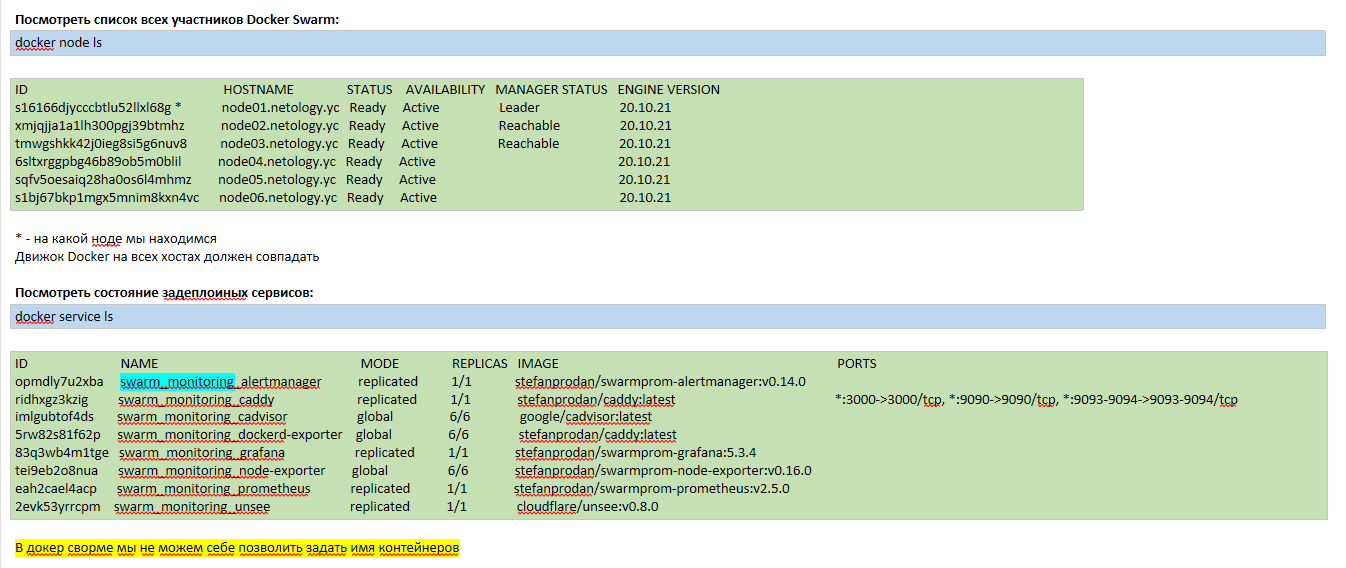 Посмотреть список всех участников Docker Swarm:
docker node ls
ID HOSTNAME STATUS AVAILABILITY MANAGER STATUS ENGINE VERSION
s16166djycccbtlu52llxl68g * node01.netology.yc Ready Active Leader 20.10.21
xmjqjja1a1lh300pgj39btmhz node02.netology.yc Ready Active Reachable 20.10.21
tmwgshkk42j0ieg8si5g6nuv8 node03.netology.yc Ready Active Reachable 20.10.21
6sltxrggpbg46b89ob5m0blil node04.netology.yc Ready Active 20.10.21
sqfv5oesaiq28ha0os6l4mhmz node05.netology.yc Ready Active 20.10.21
s1bj67bkp1mgx5mnim8kxn4vc node06.netology.yc Ready Active 20.10.21
* - на какой ноде мы находимся
Движок Docker на всех хостах должен совпадать
Посмотреть состояние задеплоиных сервисов:
docker service ls
ID NAME MODE REPLICAS IMAGE PORTS
opmdly7u2xba swarm_monitoring_alertmanager replicated 1/1 stefanprodan/swarmprom-alertmanager:v0.14.0
ridhxgz3kzig swarm_monitoring_caddy replicated 1/1 stefanprodan/caddy:latest *:3000->3000/tcp, *:9090->9090/tcp, *:9093-9094->9093-9094/tcp
imlgubtof4ds swarm_monitoring_cadvisor global 6/6 google/cadvisor:latest
5rw82s81f62p swarm_monitoring_dockerd-exporter global 6/6 stefanprodan/caddy:latest
83q3wb4m1tge swarm_monitoring_grafana replicated 1/1 stefanprodan/swarmprom-grafana:5.3.4
tei9eb2o8nua swarm_monitoring_node-exporter global 6/6 stefanprodan/swarmprom-node-exporter:v0.16.0
eah2cael4acp swarm_monitoring_prometheus replicated 1/1 stefanprodan/swarmprom-prometheus:v2.5.0
2evk53yrrcpm swarm_monitoring_unsee replicated 1/1 cloudflare/unsee:v0.8.0
В докер сворме мы не можем себе позволить задать имя контейнеров